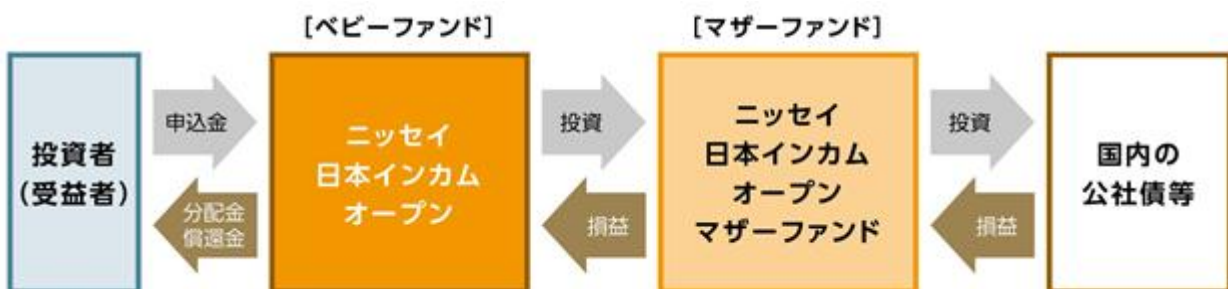 [ベビーファンド]
[マザーファンド]
投資者
(受益者)
申込金
分配金
償還金
ニッセイ
日本インカム
オープン
投資
損益
ニッセイ
日本インカム
オープン
マザーファンド
投資
損益
国内の
公社債等